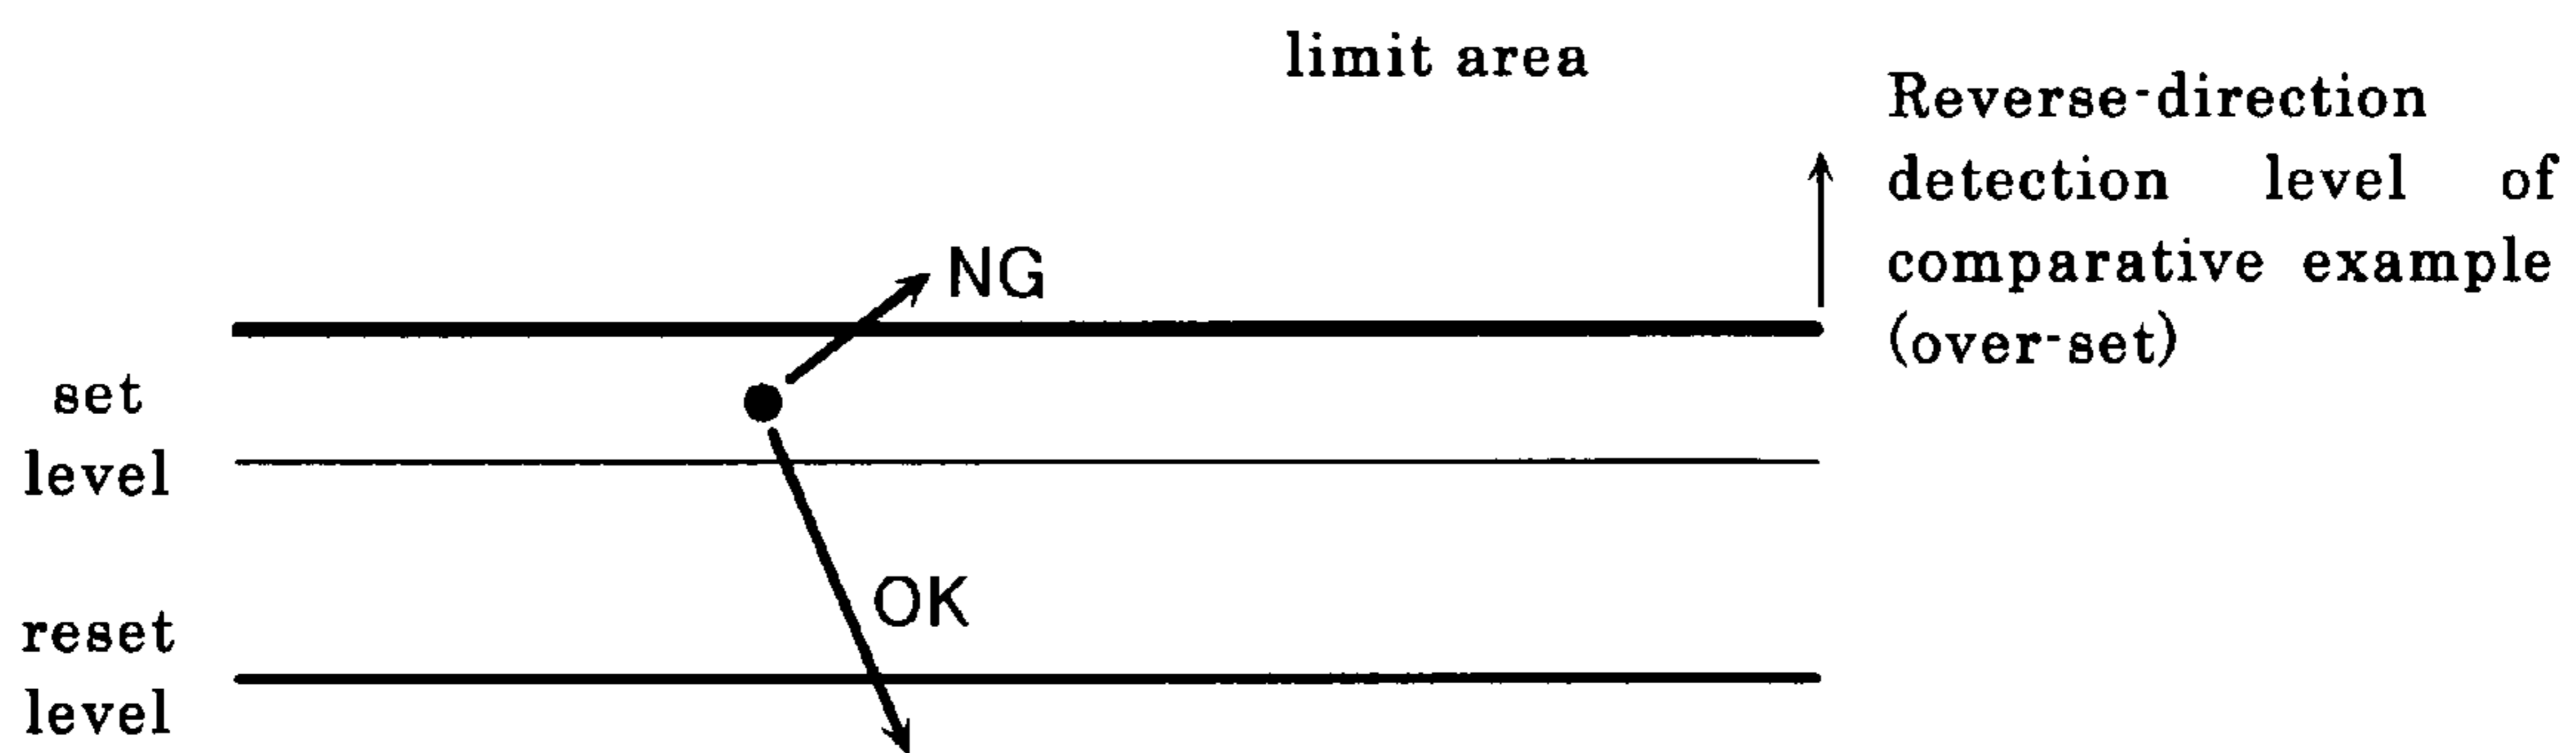 limit area
Reverse-direction
detection level of
comparative example
(over-set)
NG
set
level
OK
reset
level